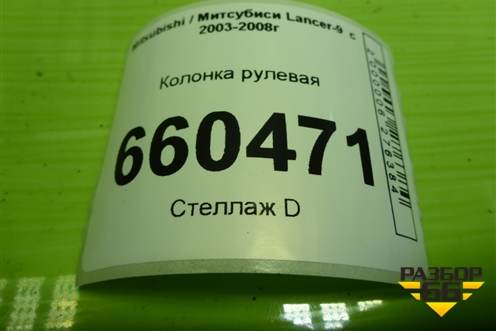 Mitsubishi / Митсубиси Lancer-9 с
2003-2008г
Колонка рулевая
660471
Стеллаж D
РАЗБОР
66